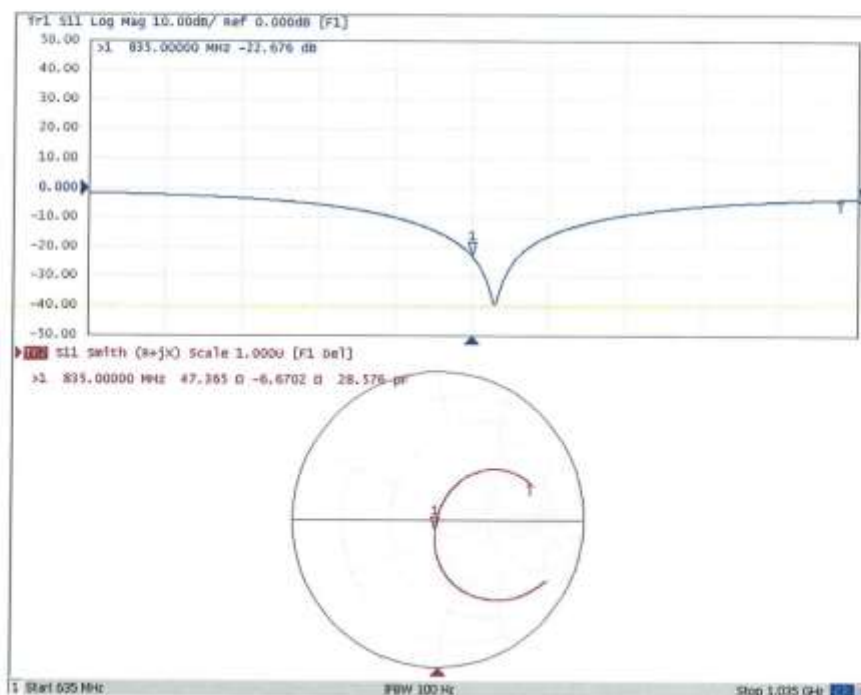 Tr1 S11 Log Mag 10.00dB/ Ref 0.000dB [F1]
50.00
>1 835.00000 MHz -22.676 dB
40.00
30.00
20.00
10.00
0.000
-10.00
-20.00
1
-30.00
-40.00
-50.00
Tr2 S11 Smith (R+jX) Scale 1.000U [F1 Del]
>1 835.00000 MHz 47.365 Ω -6.6702 Ω 28.576 pF
1
1 Start 635 MHz IFBW 100 Hz Stop 1.035 GHz